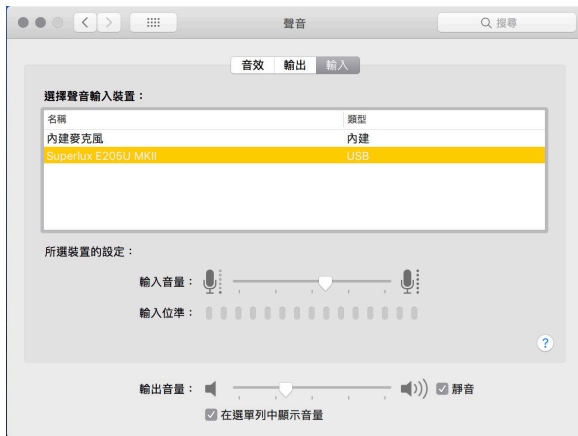 聲音
搜尋
音效 輸出 輸入
選擇聲音輸入裝置：
名稱 類型
內建麥克風 內建
Superlux E205U MKII USB
所選裝置的設定：
輸入音量：
輸入位準：
?
輸出音量： 靜音
在選單列中顯示音量